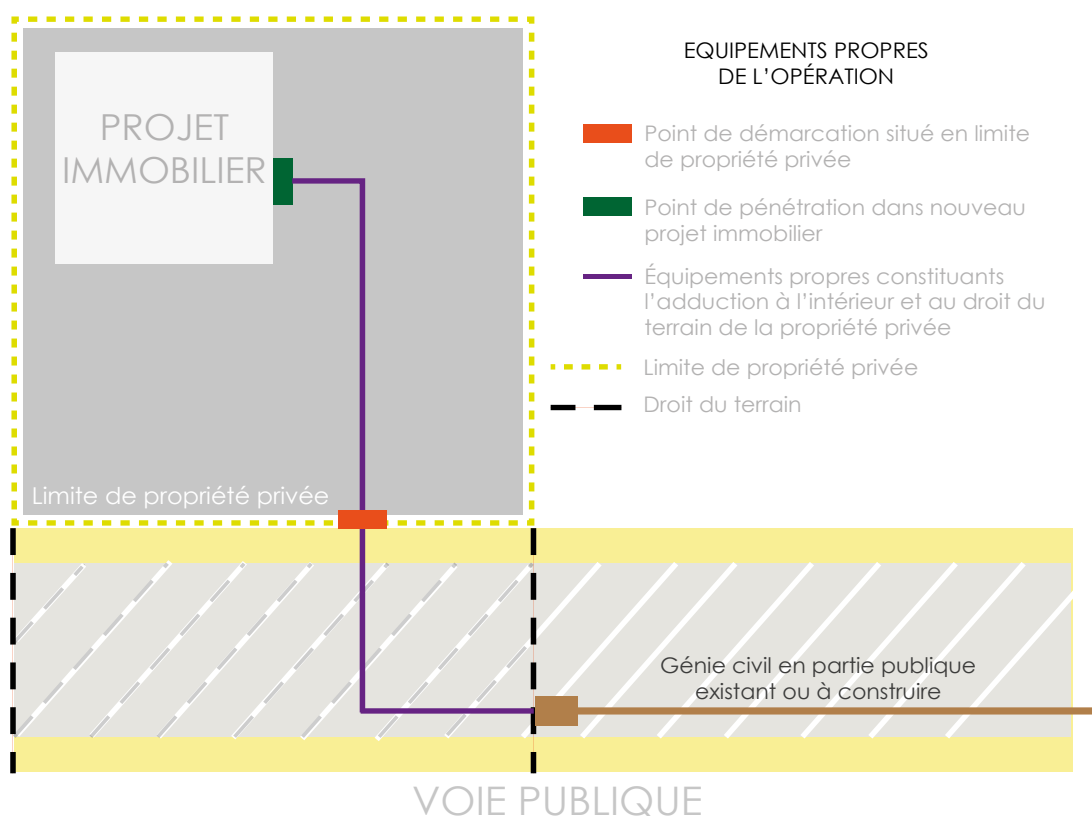 PROJET
IMMOBILIER
Limite de propriété privée
EQUIPEMENTS PROPRES
DE L’OPÉRATION
Point de démarcation situé en limite
de propriété privée
Point de pénétration dans nouveau
projet immobilier
Équipements propres constituants
l’adduction à l’intérieur et au droit du
terrain de la propriété privée
Limite de propriété privée
Droit du terrain
Génie civil en partie publique
existant ou à construire
VOIE PUBLIQUE